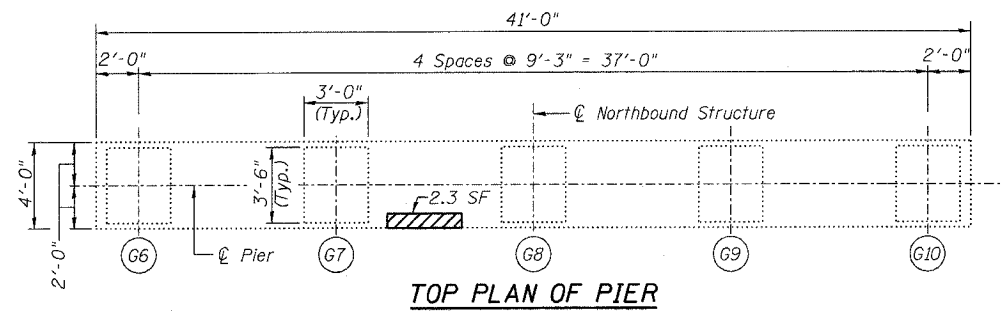 41'-0"
2'-0"
4 Spaces @ 9'-3" = 37'-0"
2'-0"
3'-0"
(Typ.)
℄ Northbound Structure
4'-0"
3'-6"
(Typ.)
2.3 SF
2'-0"
G6
℄ Pier
G7
G8
G9
G10
TOP PLAN OF PIER